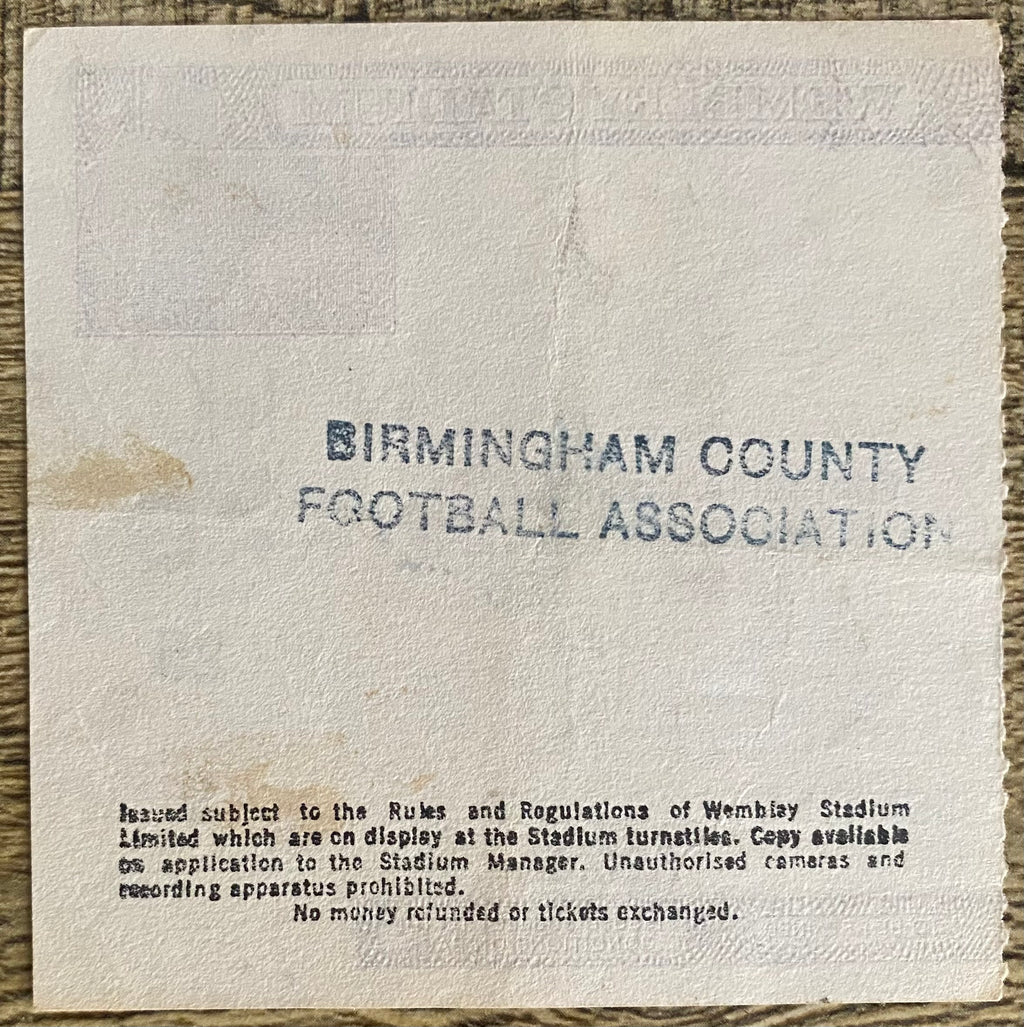 BIRMINGHAM COUNTY
FOOTBALL ASSOCIATION
Issued subject to the Rules and Regulations of Wembley Stadium
Limited which are on display at the Stadium turnstiles. Copy available
on application to the Stadium Manager. Unauthorised cameras and
recording apparatus prohibited.
No money refunded or tickets exchanged.